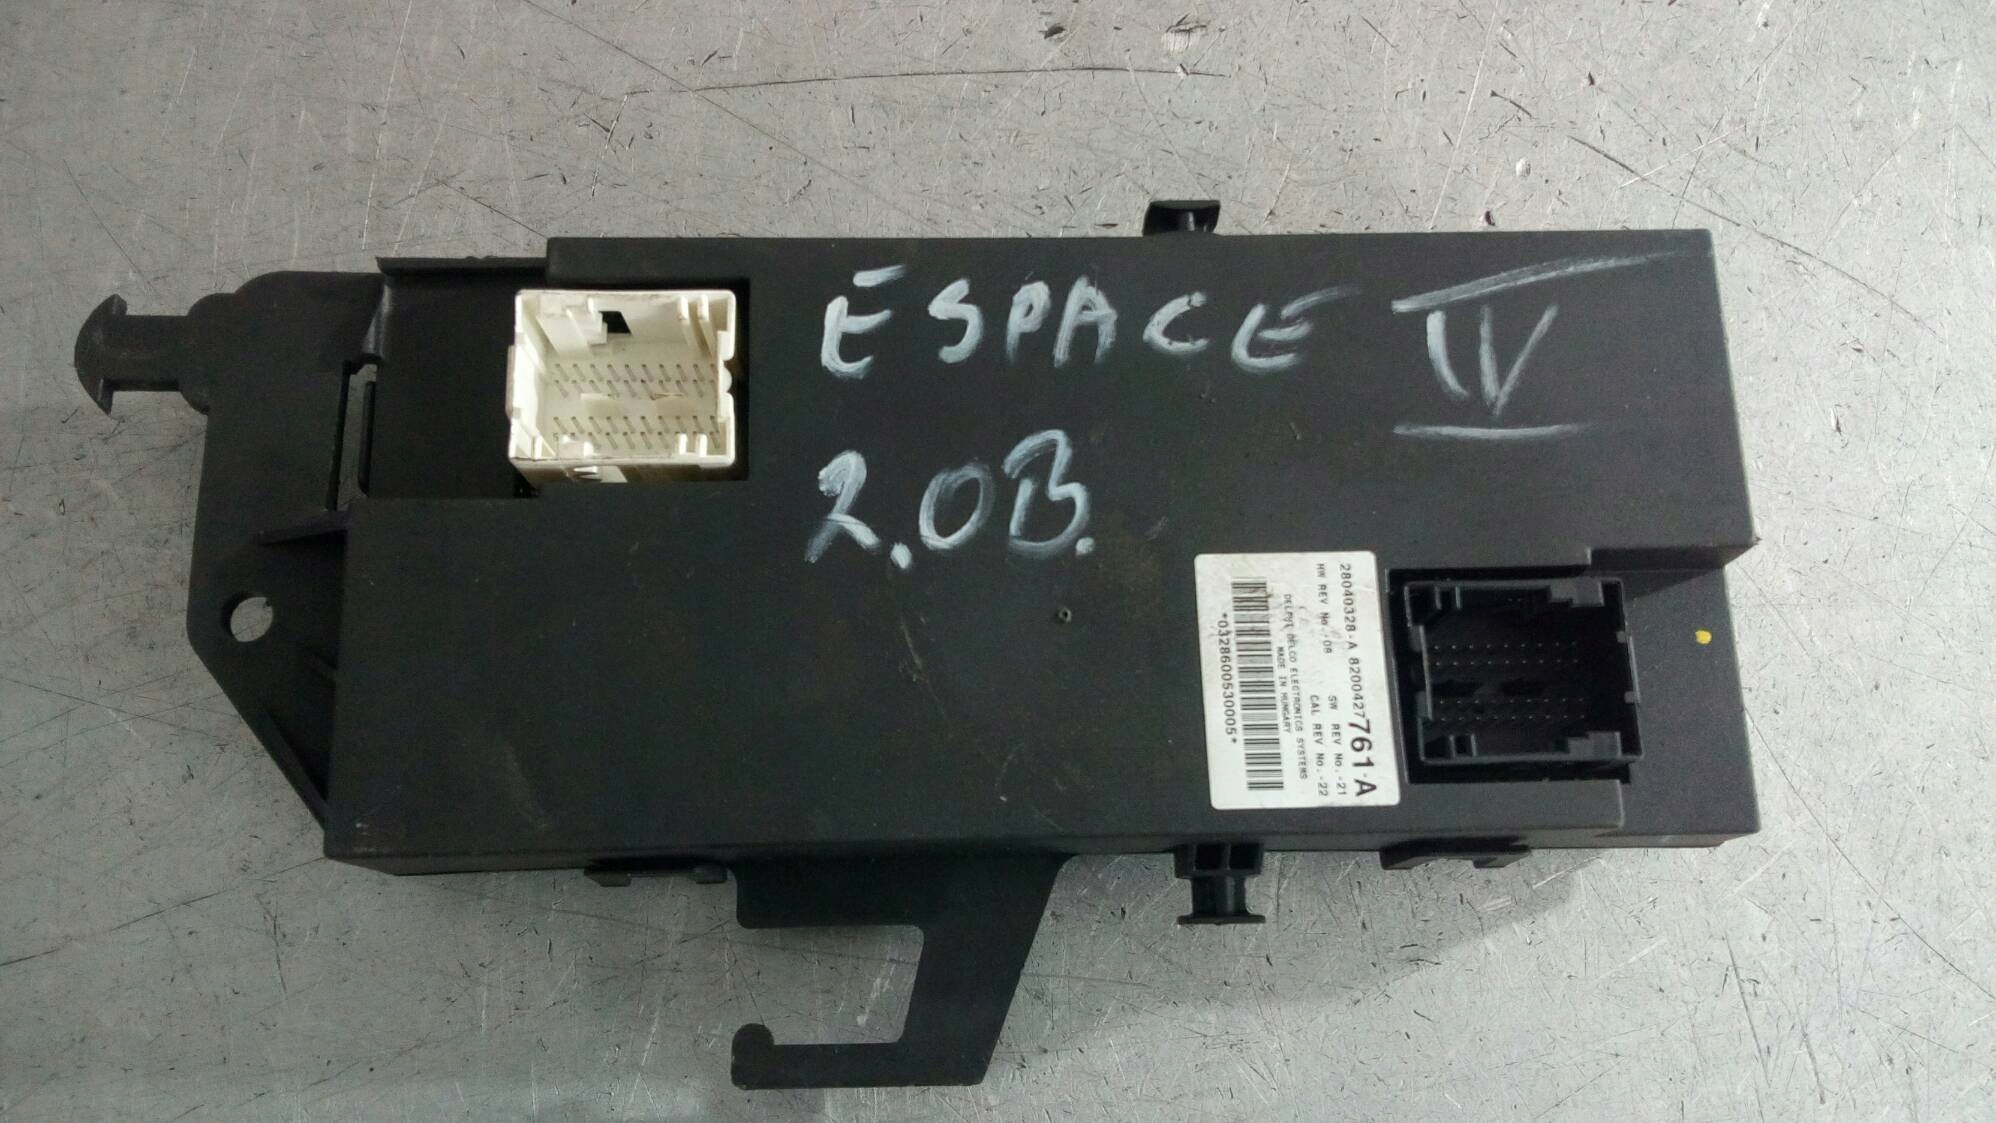 ESPACE IV
2.0B.
28040328-A 8200427761-A
HW REV No.-08 SW REV No.-21
CAL REV No.-22
DELPHI DELCO ELECTRONICS SYSTEMS
MADE IN HUNGARY
*0328600530005*